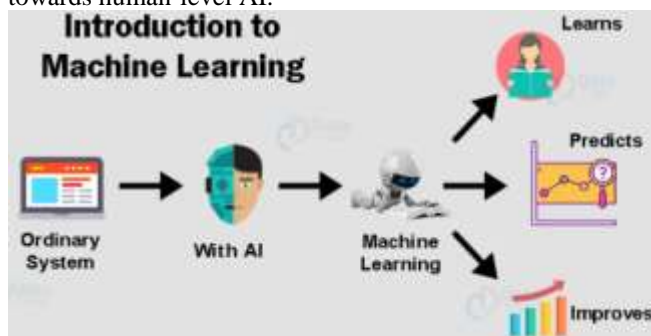 towards human-level AI.
Introduction to
Machine Learning
Learns
Predicts
Ordinary
System
With AI
Machine
Learning
Improves